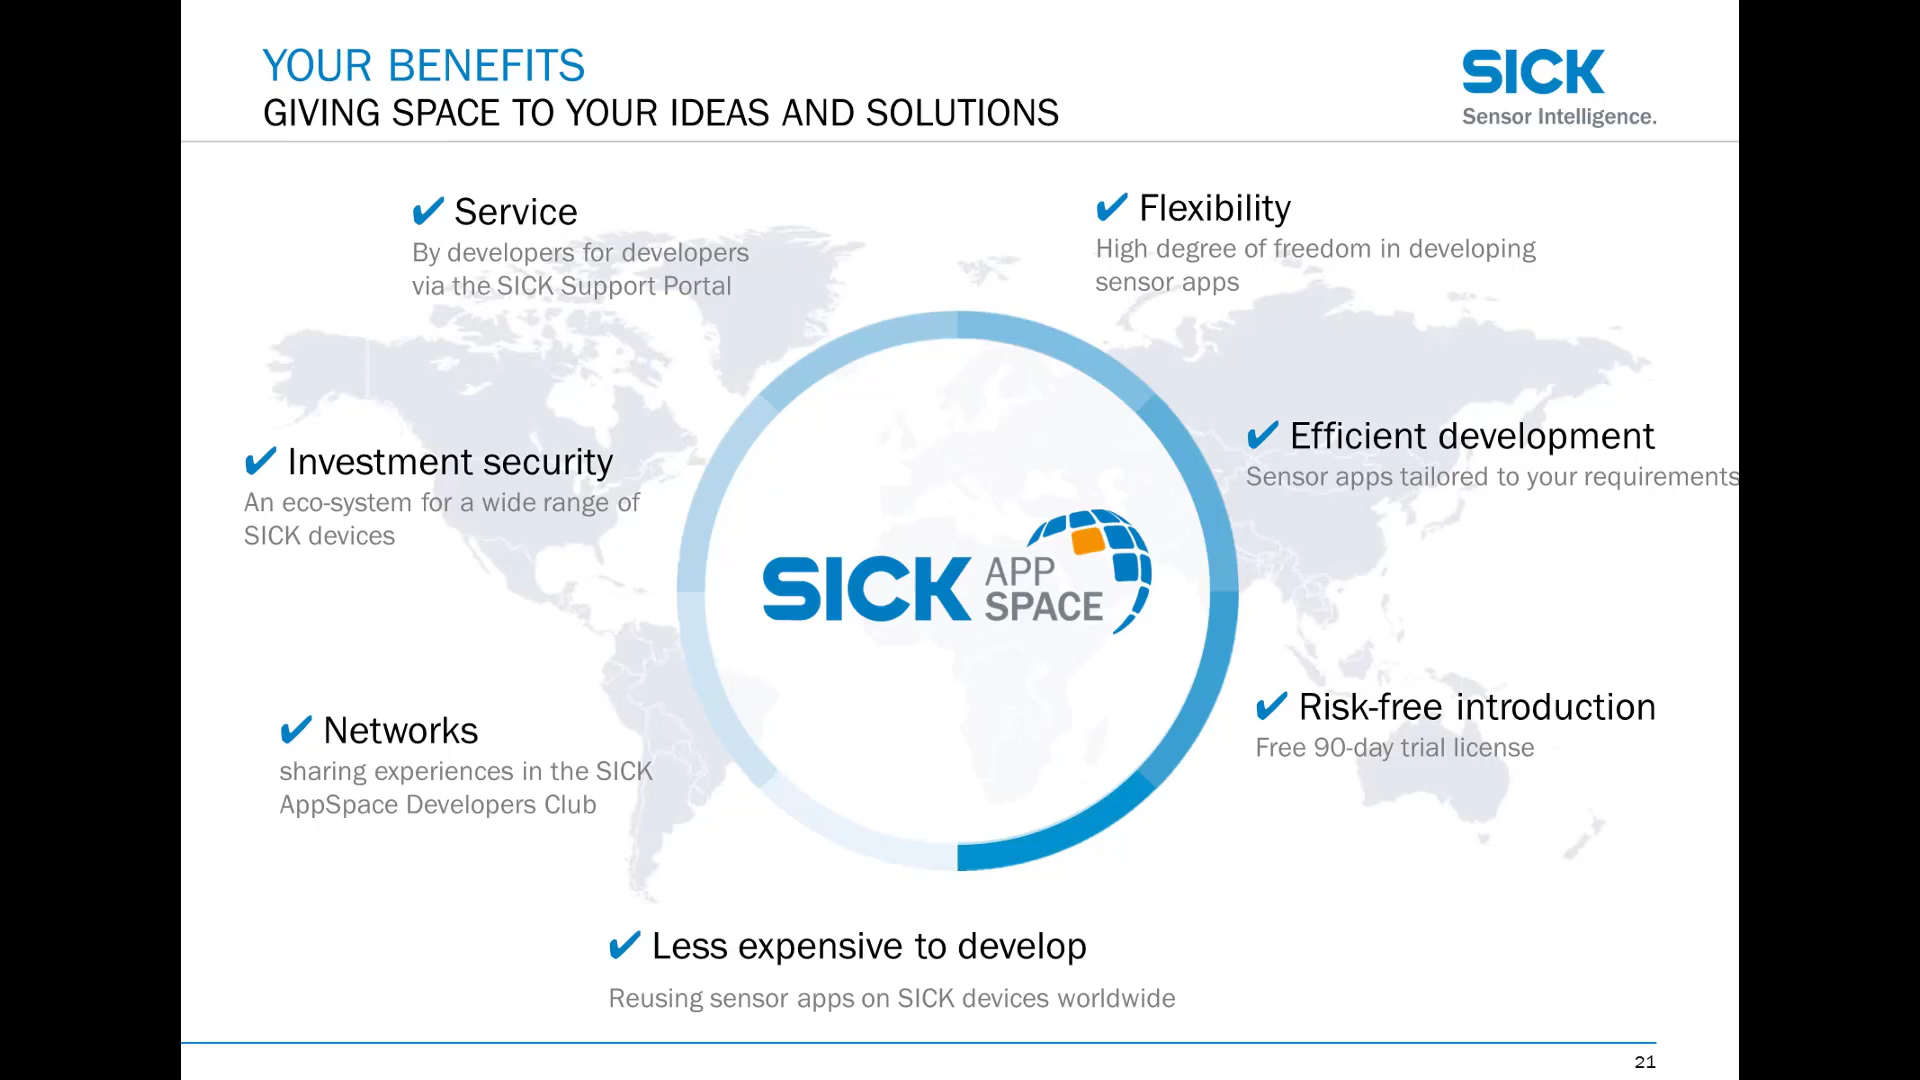 YOUR BENEFITS
GIVING SPACE TO YOUR IDEAS AND SOLUTIONS
SICK
Sensor Intelligence.
✔ Service
By developers for developers
via the SICK Support Portal
✔ Flexibility
High degree of freedom in developing
sensor apps
✔ Investment security
An eco-system for a wide range of
SICK devices
✔ Efficient development
Sensor apps tailored to your requirements
SICK APP
SPACE
✔ Networks
sharing experiences in the SICK
AppSpace Developers Club
✔ Risk-free introduction
Free 90-day trial license
✔ Less expensive to develop
Reusing sensor apps on SICK devices worldwide
21